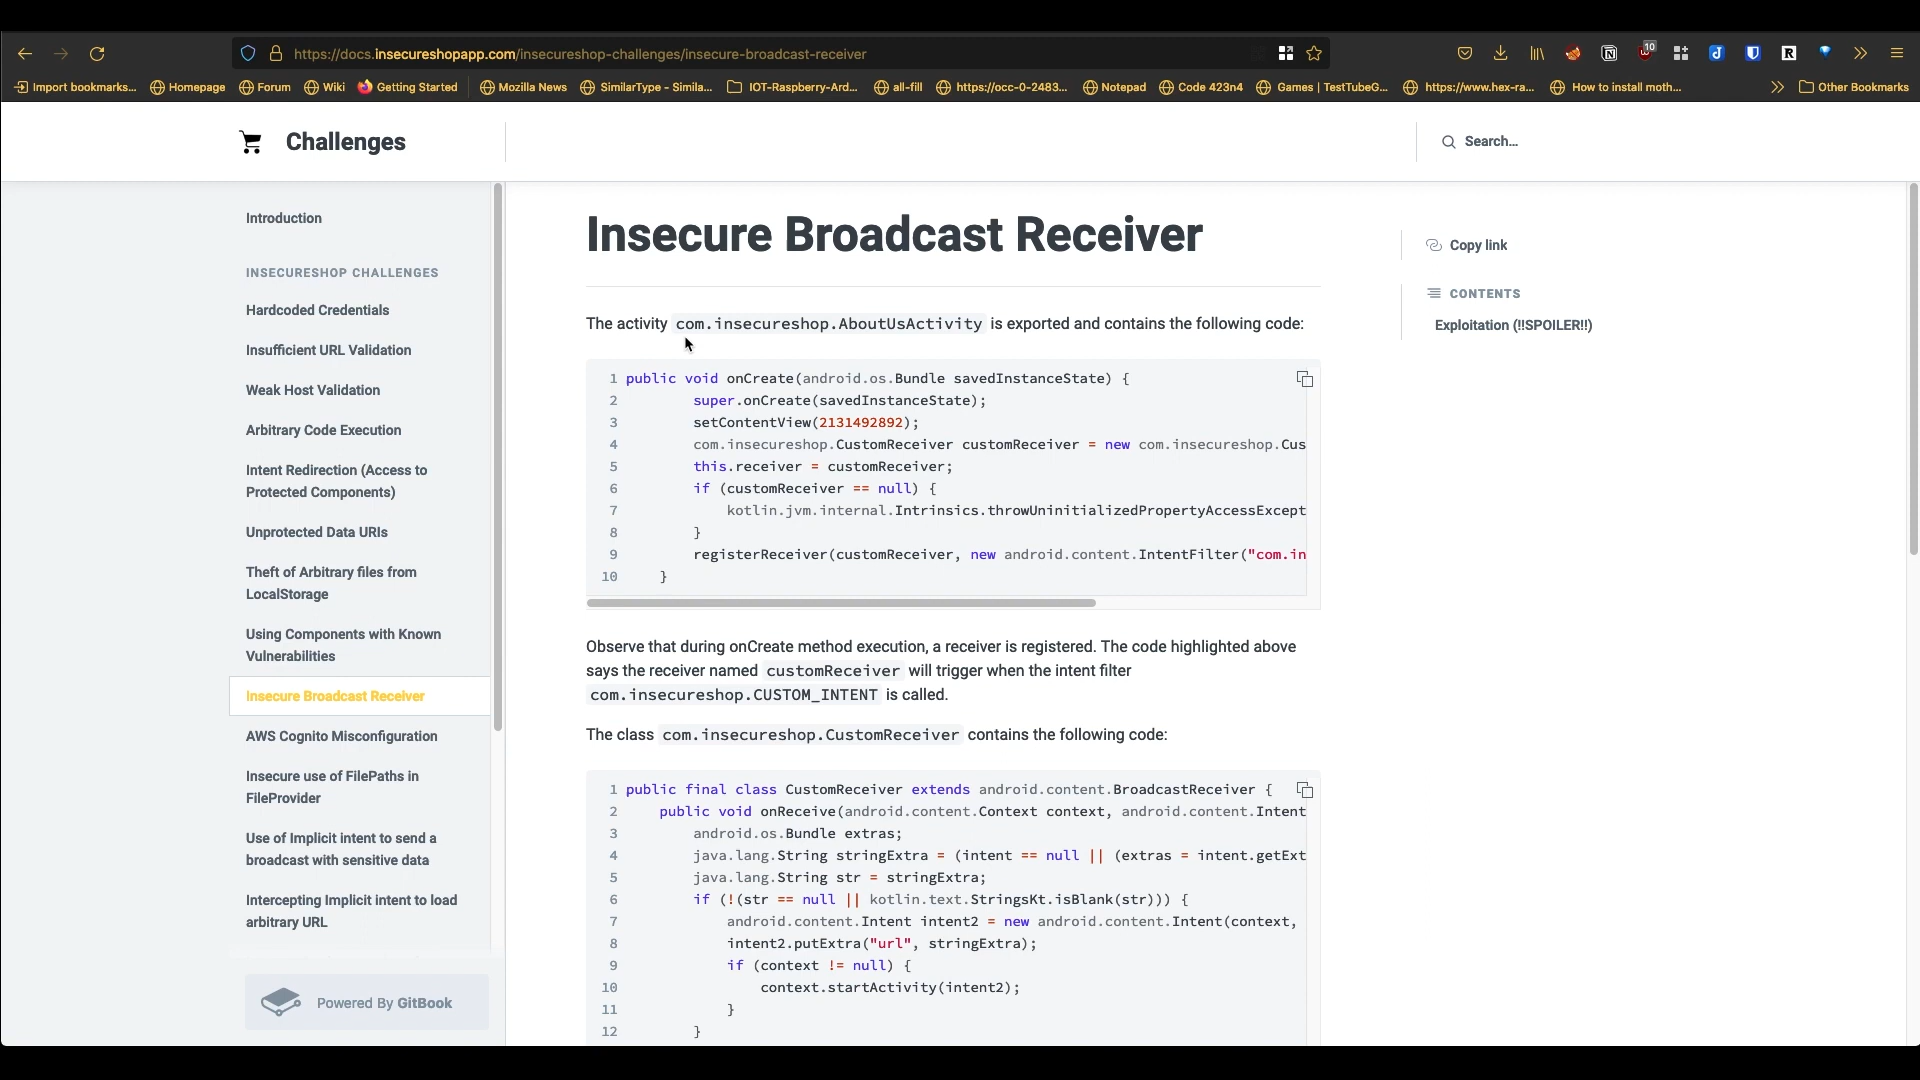 https://docs.insecureshopapp.com/insecureshop-challenges/insecure-broadcast-receiver
10
Import bookmarks...
Homepage
Forum
Wiki
Getting Started
Mozilla News
SimilarType - Simila...
IOT-Raspberry-Ard...
all-fill
https://occ-0-2483...
Notepad
Code 423n4
Games | TestTubeG...
https://www.hex-ra...
How to install moth...
Other Bookmarks
Challenges
Search...
Introduction
INSECURESHOP CHALLENGES
Hardcoded Credentials
Insufficient URL Validation
Weak Host Validation
Arbitrary Code Execution
Intent Redirection (Access to
Protected Components)
Unprotected Data URIs
Theft of Arbitrary files from
LocalStorage
Using Components with Known
Vulnerabilities
Insecure Broadcast Receiver
AWS Cognito Misconfiguration
Insecure use of FilePaths in
FileProvider
Use of Implicit intent to send a
broadcast with sensitive data
Intercepting Implicit intent to load
arbitrary URL
Powered By GitBook
Insecure Broadcast Receiver
The activity com.insecureshop.AboutUsActivity is exported and contains the following code:
1 public void onCreate(android.os.Bundle savedInstanceState) {
2 super.onCreate(savedInstanceState);
3 setContentView(2131492892);
4 com.insecureshop.CustomReceiver customReceiver = new com.insecureshop.Cus
5 this.receiver = customReceiver;
6 if (customReceiver == null) {
7 kotlin.jvm.internal.Intrinsics.throwUninitializedPropertyAccessExcept
8 }
9 registerReceiver(customReceiver, new android.content.IntentFilter("com.in
10 }
Observe that during onCreate method execution, a receiver is registered. The code highlighted above
says the receiver named customReceiver will trigger when the intent filter
com.insecureshop.CUSTOM_INTENT is called.
The class com.insecureshop.CustomReceiver contains the following code:
1 public final class CustomReceiver extends android.content.BroadcastReceiver {
2 public void onReceive(android.content.Context context, android.content.Intent
3 android.os.Bundle extras;
4 java.lang.String stringExtra = (intent == null || (extras = intent.getExt
5 java.lang.String str = stringExtra;
6 if (!(str == null || kotlin.text.StringsKt.isBlank(str))) {
7 android.content.Intent intent2 = new android.content.Intent(context,
8 intent2.putExtra("url", stringExtra);
9 if (context != null) {
10 context.startActivity(intent2);
11 }
12 }
Copy link
CONTENTS
Exploitation (!!SPOILER!!)